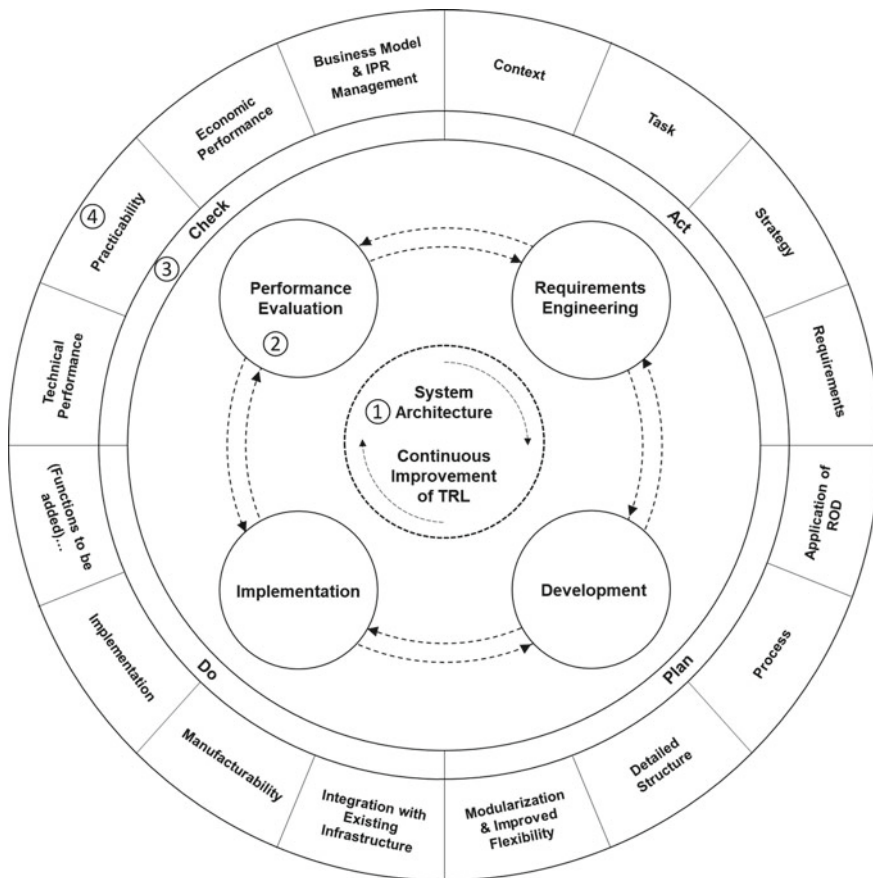 Business Model
& IPR
Management
Context
Task
Strategy
Requirements
Application of
ROD
Process
Detailed
Structure
Modularization
& Improved
Flexibility
Integration with
Existing
Infrastructure
Manufacturability
Implementation
(Functions to be
added)...
Technical
Performance
④
Practicability
Economic
Performance
③
Check
Act
Plan
Do
Performance
Evaluation
②
Requirements
Engineering
Development
Implementation
①
System
Architecture
Continuous
Improvement
of TRL